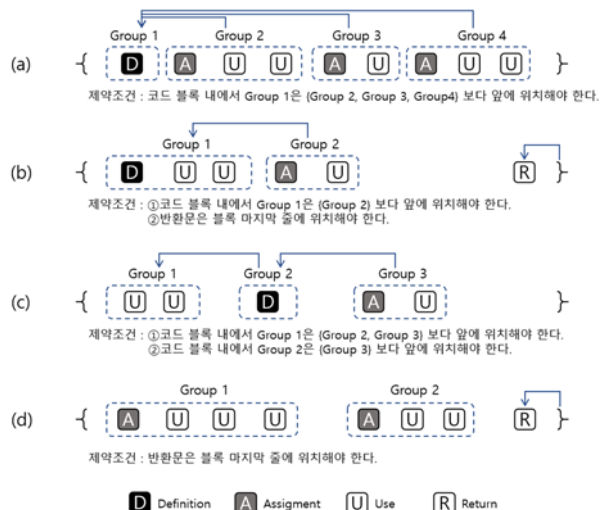 Group 1 Group 2 Group 3 Group 4
(a) { D A U U A U A U U }
제약조건 : 코드 블록 내에서 Group 1은 {Group 2, Group 3, Group4} 보다 앞에 위치해야 한다.
Group 1 Group 2
(b) { D U U A U R }
제약조건 : ①코드 블록 내에서 Group 1은 {Group 2} 보다 앞에 위치해야 한다.
②반환문은 블록 마지막 줄에 위치해야 한다.
Group 1 Group 2 Group 3
(c) { U U D A U }
제약조건 : ①코드 블록 내에서 Group 1은 {Group 2, Group 3} 보다 앞에 위치해야 한다.
②코드 블록 내에서 Group 2은 {Group 3} 보다 앞에 위치해야 한다.
Group 1 Group 2
(d) { A U U U A U U R }
제약조건 : 반환문은 블록 마지막 줄에 위치해야 한다.
D Definition A Assigment U Use R Return